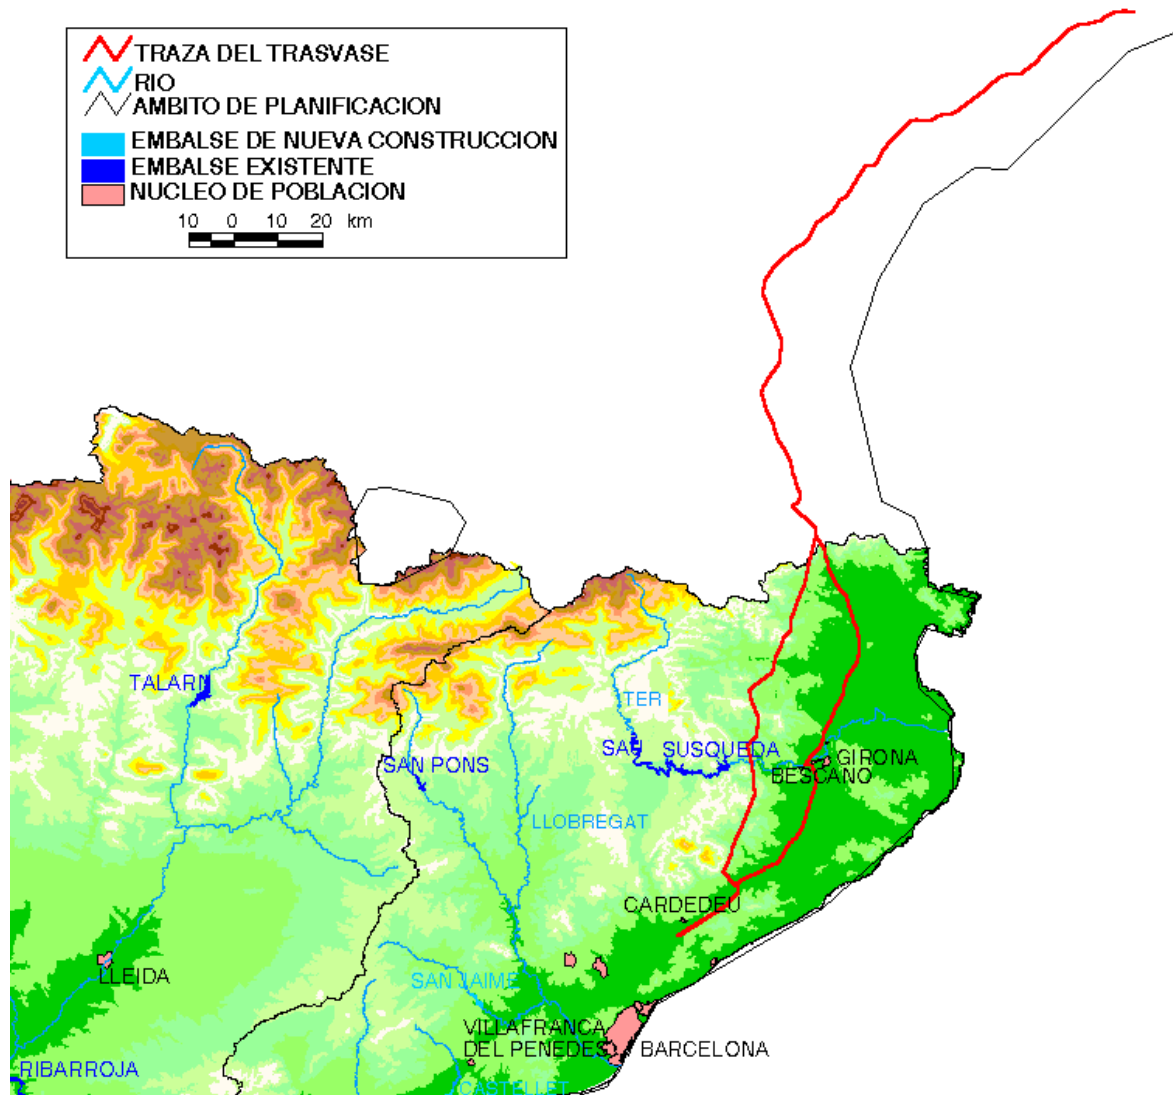 TRAZA DEL TRASVASE
RIO
AMBITO DE PLANIFICACION
EMBALSE DE NUEVA CONSTRUCCION
EMBALSE EXISTENTE
NUCLEO DE POBLACION
10 0 10 20 km
TALARN
TER
SAU SUSQUEDA
GIRONA
BESCANO
SAN PONS
LLOBREGAT
CARDEDEU
LLEIDA
SAN JAIME
VILLAFRANCA
DEL PENEDES
BARCELONA
RIBARROJA
CASTELLET